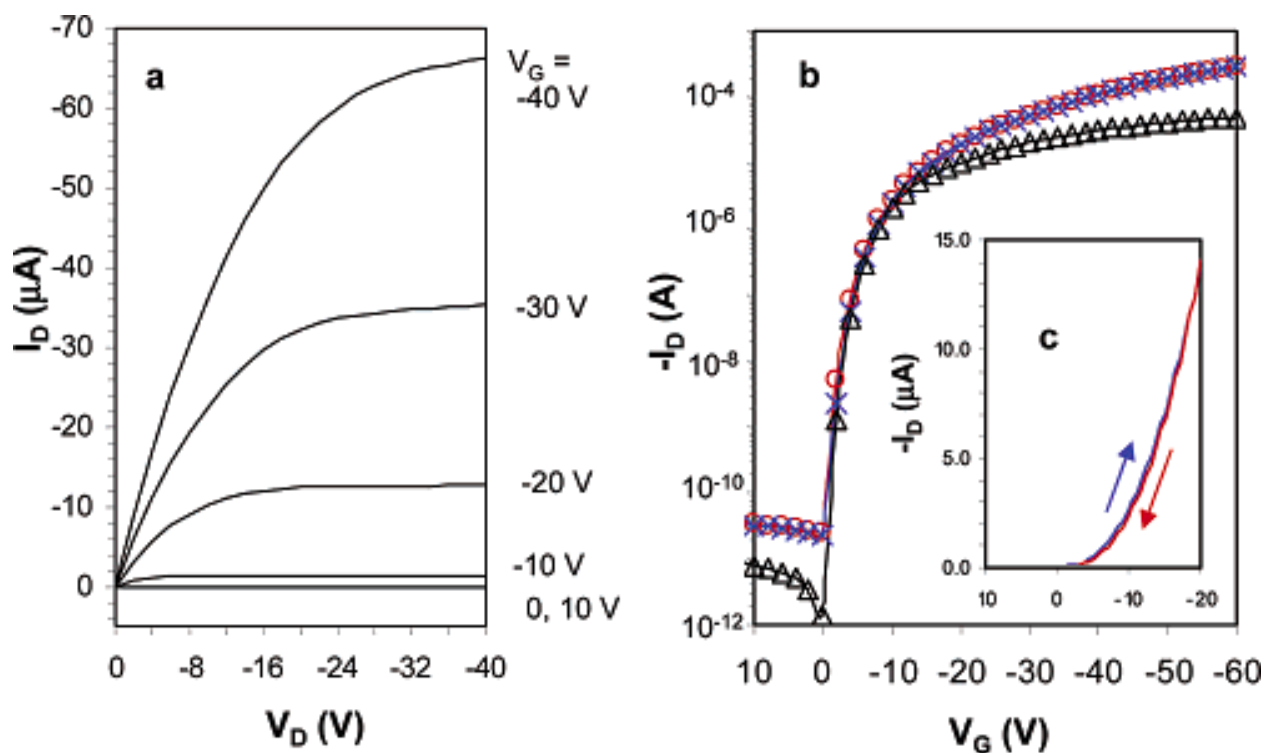 a
I_D (μA)
-70
-60
-50
-40
-30
-20
-10
0
0 -8 -16 -24 -32 -40
V_D (V)
V_G =
-40 V
-30 V
-20 V
-10 V
0, 10 V
b
-I_D (A)
10^-4
10^-6
10^-8
10^-10
10^-12
10 0 -10 -20 -30 -40 -50 -60
V_G (V)
c
-I_D (μA)
15.0
10.0
5.0
0.0
10 0 -10 -20